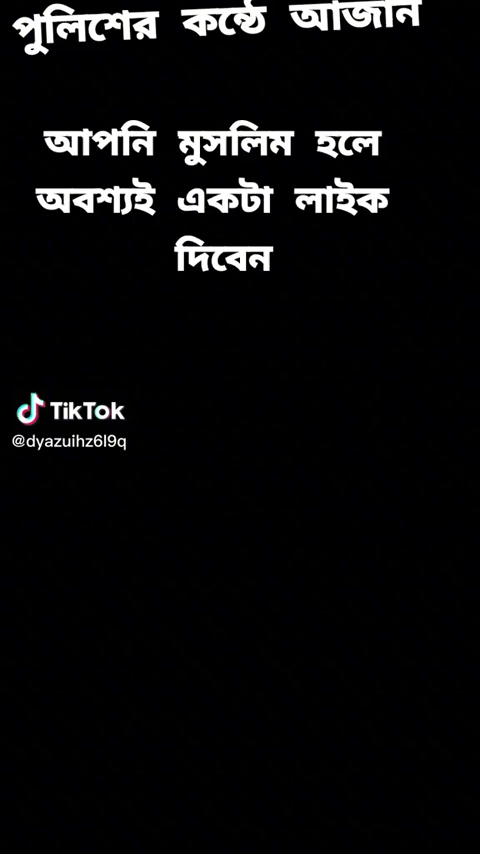 পুলিশের কন্ঠে আজান
আপনি মুসলিম হলে
অবশ্যই একটা লাইক
দিবেন
TikTok
@dyazuihz6l9q